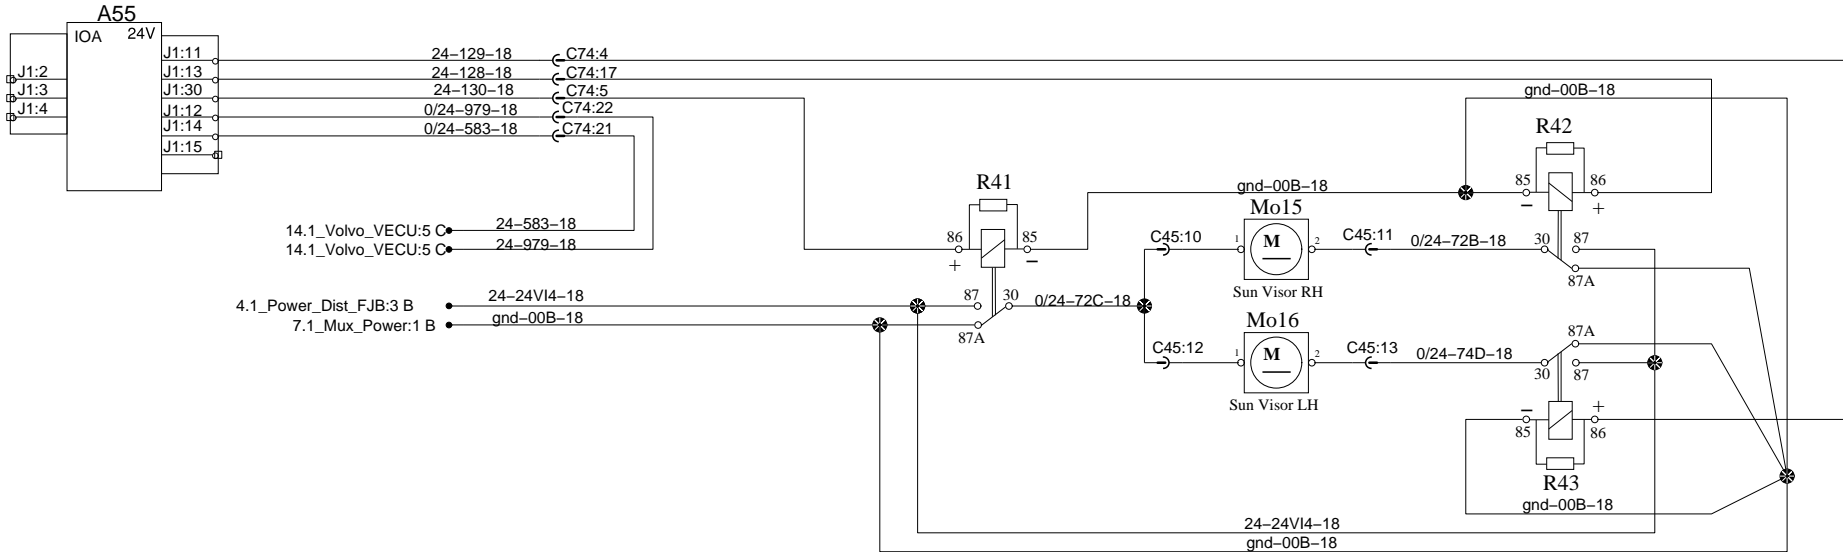 A55
IOA 24V
J1:11 24–129–18 C74:4
J1:2 J1:13 24–128–18 C74:17
J1:3 J1:30 24–130–18 C74:5
J1:4 J1:12 0/24–979–18 C74:22
J1:14 0/24–583–18 C74:21
J1:15
gnd–00B–18
R42
85 86
– +
R41
gnd–00B–18
86 85
+ –
14.1_Volvo_VECU:5 C 24–583–18
14.1_Volvo_VECU:5 C 24–979–18
Mo15
C45:10 1 M 2 C45:11 0/24–72B–18 30 87
87A
Sun Visor RH
4.1_Power_Dist_FJB:3 B 24–24VI4–18 87 30 0/24–72C–18
7.1_Mux_Power:1 B gnd–00B–18
87A
Mo16
87A
C45:12 1 M 2 C45:13 0/24–74D–18
30 87
Sun Visor LH
– +
85 86
R43
gnd–00B–18
24–24VI4–18
gnd–00B–18